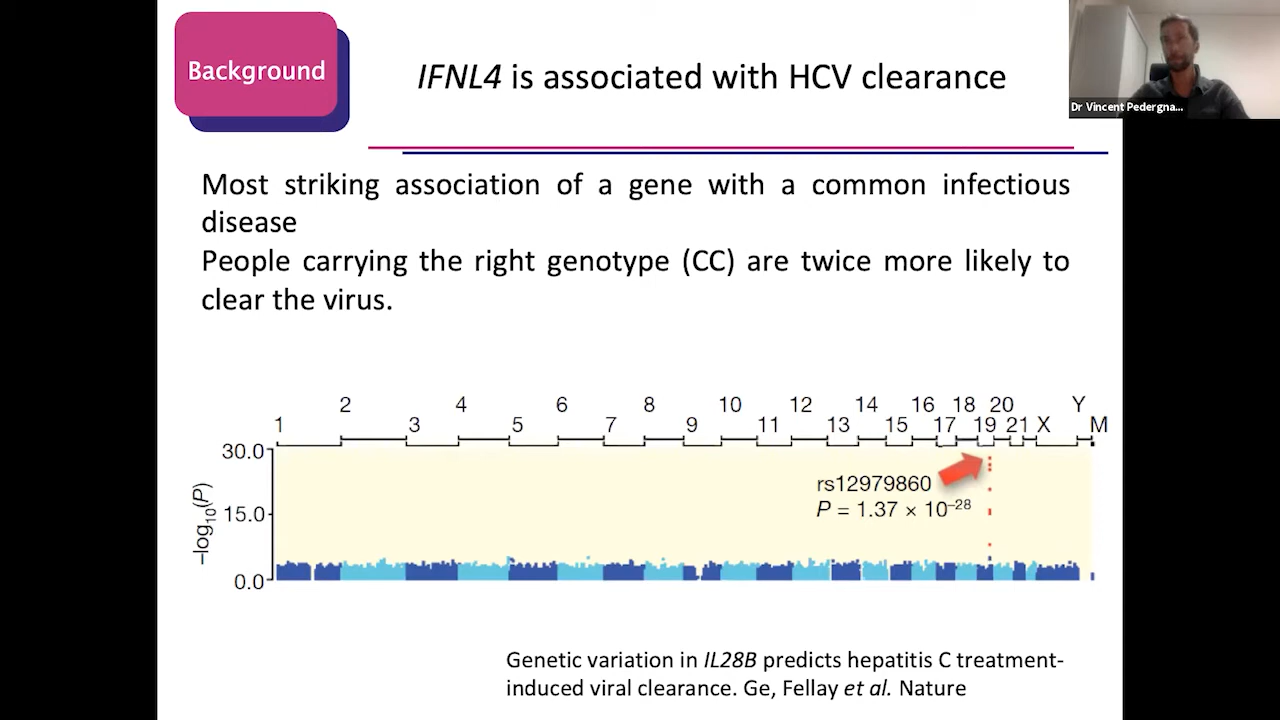 Background
IFNL4 is associated with HCV clearance
Dr Vincent Pedergna...
Most striking association of a gene with a common infectious
disease
People carrying the right genotype (CC) are twice more likely to
clear the virus.
2 4 6 8 10 12 14 16 18 20 Y
1 3 5 7 9 11 13 15 17 19 21 X M
30.0
15.0
0.0
–log10(P)
rs12979860
P = 1.37 × 10–28
Genetic variation in IL28B predicts hepatitis C treatment-
induced viral clearance. Ge, Fellay et al. Nature